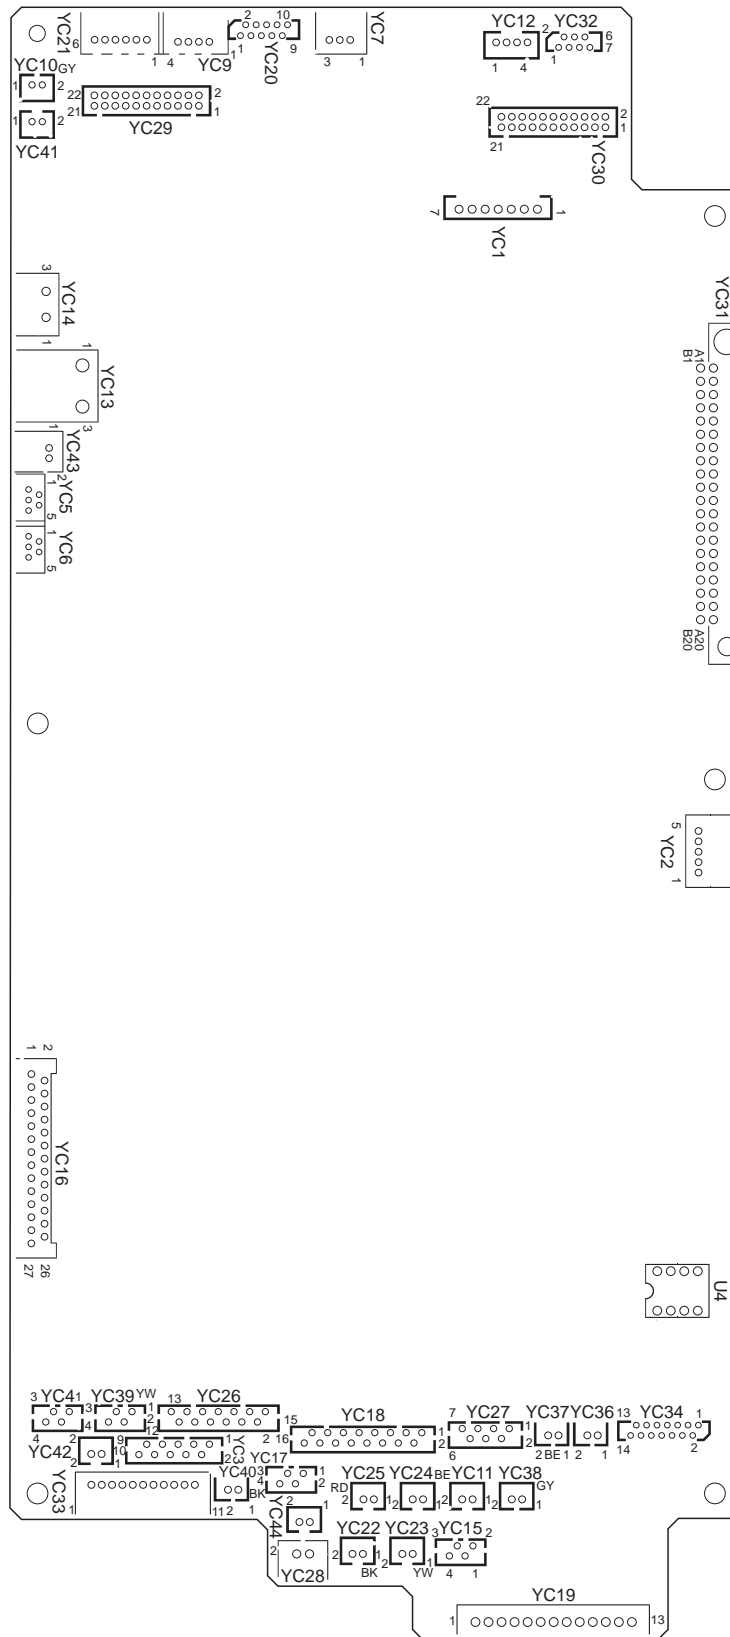 YC21
6
1
4
YC9
1
2
10
1
9
YC20
YC7
3
1
YC12
1
4
2
YC32
6
7
1
YC10
GY
1
2
22
21
2
1
YC29
1
2
YC41
22
21
2
1
YC30
7
1
YC1
3
YC14
1
1
YC13
3
YC43
2
1
YC5
5
1
YC6
5
YC31
A1
B1
A20
B20
5
YC2
1
1
2
YC16
27
26
U4
3
YC4
1
4
2
YC39
YW
3
1
4
2
13
YC26
12
2
15
YC18
1
16
2
7
YC27
1
6
2
YC37
2
BE
1
YC36
2
1
13
YC34
1
14
2
YC42
2
1
9
10
1
2
YC3
YC33
1
11
YC40
BK
2
1
YC17
3
4
1
2
YC25
RD
2
1
YC24
2
1
BE
YC11
2
1
YC38
GY
2
1
YC44
2
1
YC22
2
1
BK
YC23
2
1
YW
YC15
3
2
4
1
2
YC28
1
YC19
13